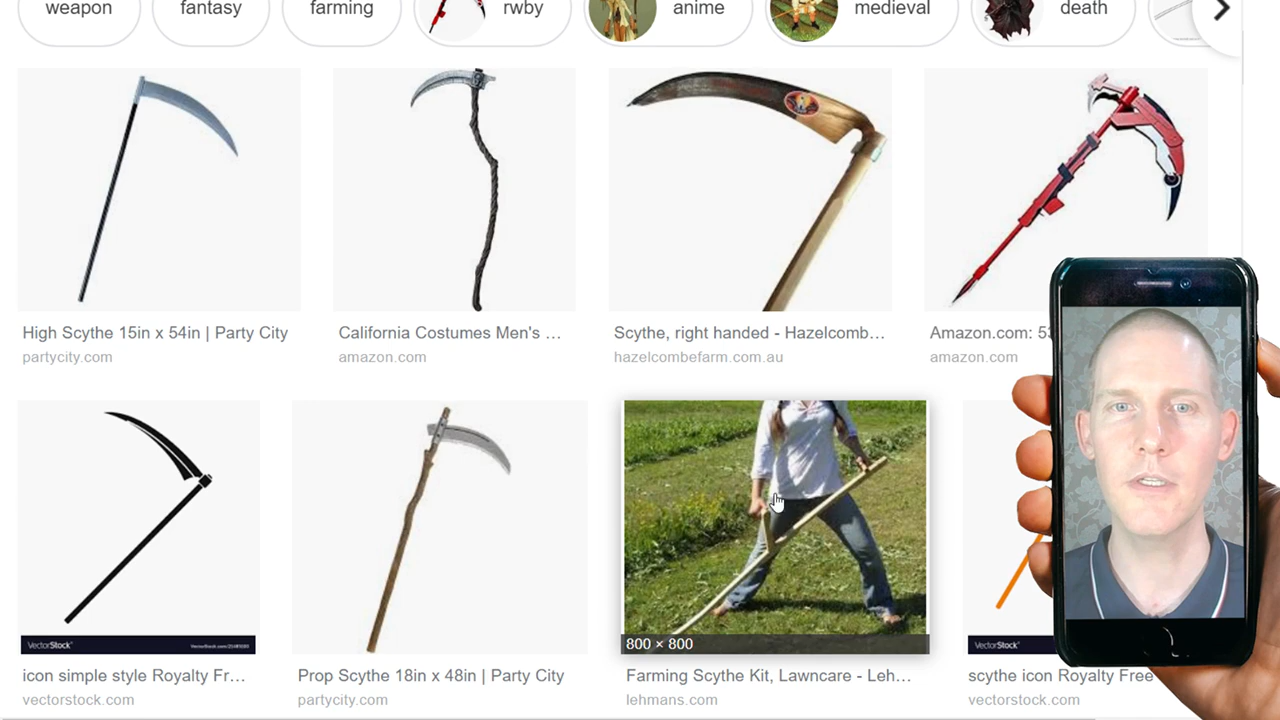 weapon
fantasy
farming
rwby
anime
medieval
death
High Scythe 15in x 54in | Party City
partycity.com
California Costumes Men's ...
amazon.com
Scythe, right handed - Hazelcomb...
hazelcombefarm.com.au
Amazon.com: 53
amazon.com
VectorStock
icon simple style Royalty Fr...
vectorstock.com
Prop Scythe 18in x 48in | Party City
partycity.com
800 × 800
Farming Scythe Kit, Lawncare - Leh...
lehmans.com
VectorStock
scythe icon Royalty Free
vectorstock.com